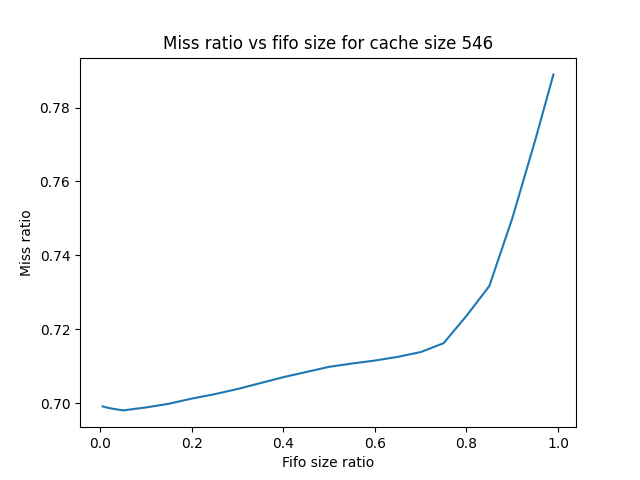 Miss ratio vs fifo size for cache size 546
0.78
0.76
0.74
0.72
0.70
Miss ratio
0.0 0.2 0.4 0.6 0.8 1.0
Fifo size ratio